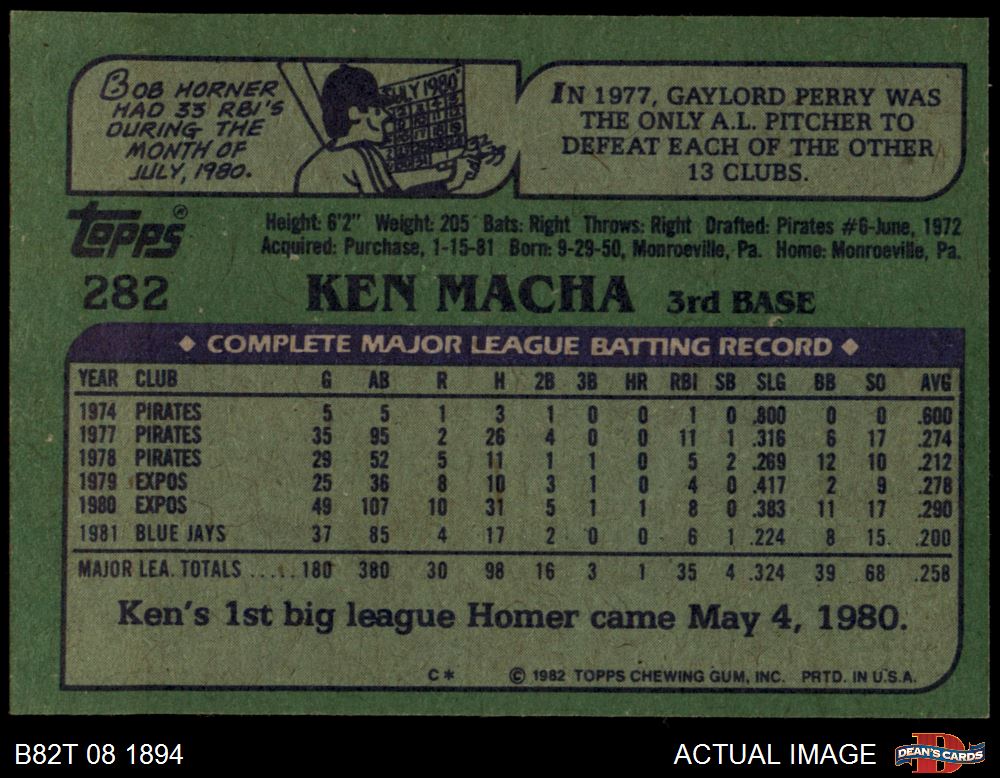 BOB HORNER
HAD 33 RBI'S
DURING THE
MONTH OF
JULY, 1980.
JULY 1980
IN 1977, GAYLORD PERRY WAS
THE ONLY A.L. PITCHER TO
DEFEAT EACH OF THE OTHER
13 CLUBS.
Topps®
Height: 6'2" Weight: 205 Bats: Right Throws: Right Drafted: Pirates #6-June, 1972
Acquired: Purchase, 1-15-81 Born: 9-29-50, Monroeville, Pa. Home: Monroeville, Pa.
282 KEN MACHA 3rd BASE
◆ COMPLETE MAJOR LEAGUE BATTING RECORD ◆
YEAR CLUB G AB R H 2B 3B HR RBI SB SLG BB SO AVG
1974 PIRATES 5 5 1 3 1 0 0 1 0 .800 0 0 .600
1977 PIRATES 35 95 2 26 4 0 0 11 1 .316 6 17 .274
1978 PIRATES 29 52 5 11 1 1 0 5 2 .269 12 10 .212
1979 EXPOS 25 36 8 10 3 1 0 4 0 .417 2 9 .278
1980 EXPOS 49 107 10 31 5 1 1 8 0 .383 11 17 .290
1981 BLUE JAYS 37 85 4 17 2 0 0 6 1 .224 8 15. .200
MAJOR LEA. TOTALS ..... 180 380 30 98 16 3 1 35 4 .324 39 68 .258
Ken's 1st big league Homer came May 4, 1980.
C* © 1982 TOPPS CHEWING GUM, INC. PRTD. IN U.S.A.
B82T 08 1894 ACTUAL IMAGE DEAN'S CARDS